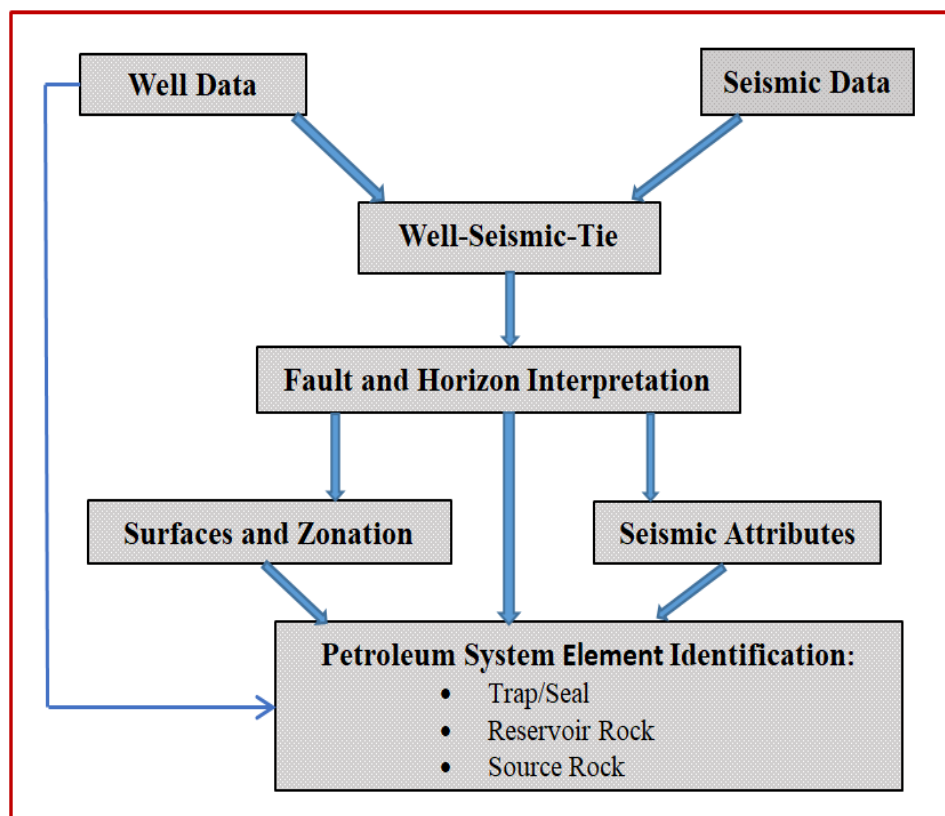 Well Data
Seismic Data
Well-Seismic-Tie
Fault and Horizon Interpretation
Surfaces and Zonation
Seismic Attributes
Petroleum System Element Identification:
• Trap/Seal
• Reservoir Rock
• Source Rock